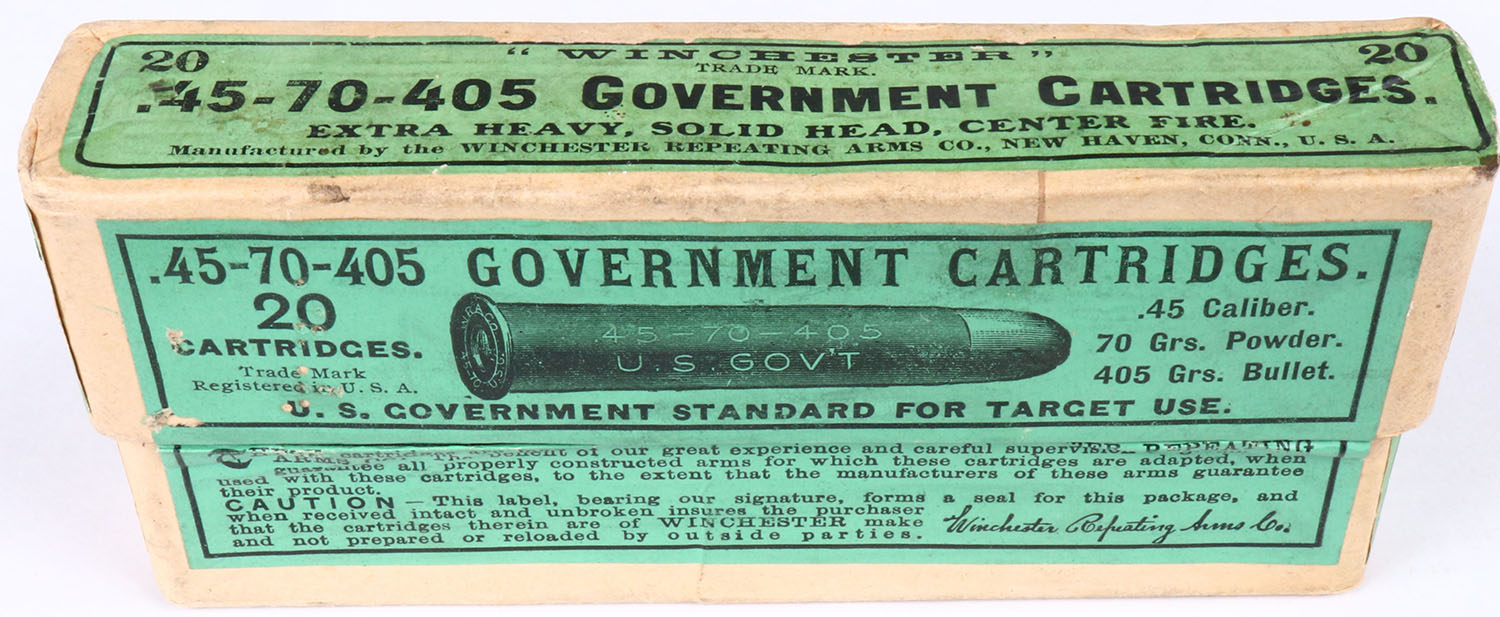 20 "WINCHESTER" 20
TRADE MARK.
.45-70-405 GOVERNMENT CARTRIDGES.
EXTRA HEAVY, SOLID HEAD, CENTER FIRE.
Manufactured by the WINCHESTER REPEATING ARMS CO., NEW HAVEN, CONN., U. S. A.
.45-70-405 GOVERNMENT CARTRIDGES.
20
CARTRIDGES.
Trade Mark
Registered in U. S. A.
W.R.A.CO.
45-70-405
U.S. GOV'T
.45 Caliber.
70 Grs. Powder.
405 Grs. Bullet.
U. S. GOVERNMENT STANDARD FOR TARGET USE.
of our great experience and careful REPEATING
ARMS
guarantee all properly constructed arms for which these cartridges are adapted, when
used with these cartridges, to the extent that the manufacturers of these arms guarantee
their product.
CAUTION — This label, bearing our signature, forms a seal for this package, and
when received intact and unbroken insures the purchaser
that the cartridges therein are of WINCHESTER make
and not prepared or reloaded by outside parties.
Winchester Repeating Arms Co.